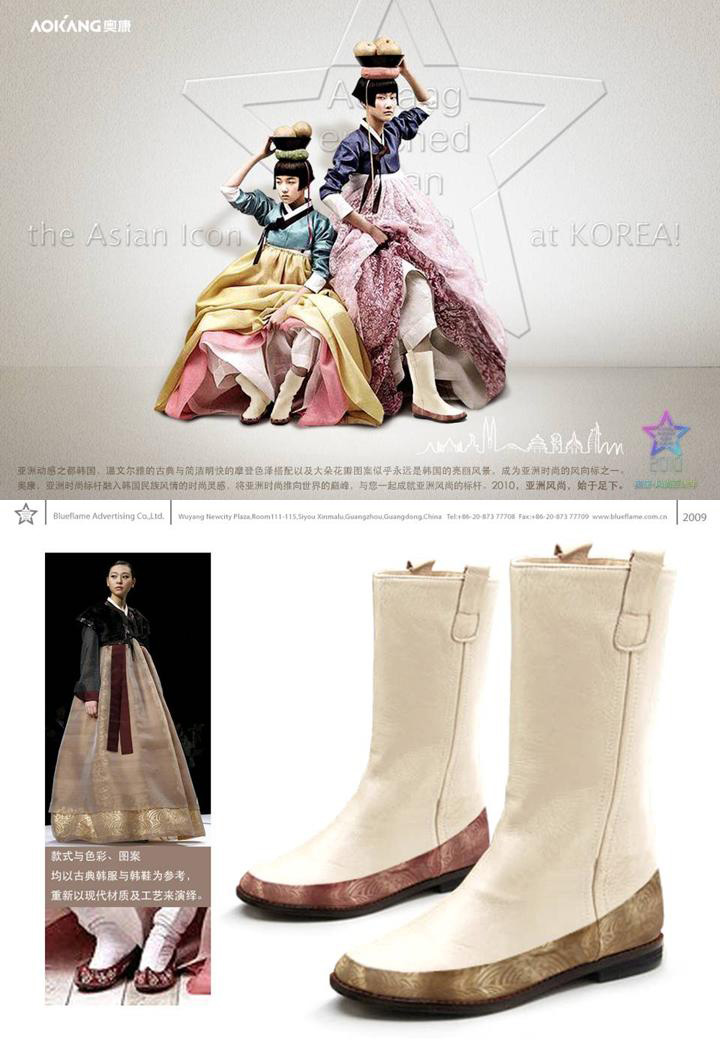 AOKANG 奥康
the Asian Icon
at KOREA!
亚洲动感之都韩国，温文尔雅的古典与简洁明快的摩登色泽搭配以及大朵花瓣图案似乎永远是韩国的亮丽风景，成为亚洲时尚的风向标之一。
奥康，亚洲时尚标杆融入韩国民族风情的时尚灵感，将亚洲时尚推向世界的巅峰，与您一起成就亚洲风尚的标杆。2010，亚洲风尚，始于足下。
2010
Blueflame Advertising Co.,Ltd.
Wuyang Newcity Plaza,Room111-115,Siyou Xinmalu,Guangzhou,Guangdong,China Tel:+86-20-873 77708 Fax:+86-20-873 77709 www.blueflame.com.cn
2009
款式与色彩、图案
均以古典韩服与韩鞋为参考，
重新以现代材质及工艺来演绎。